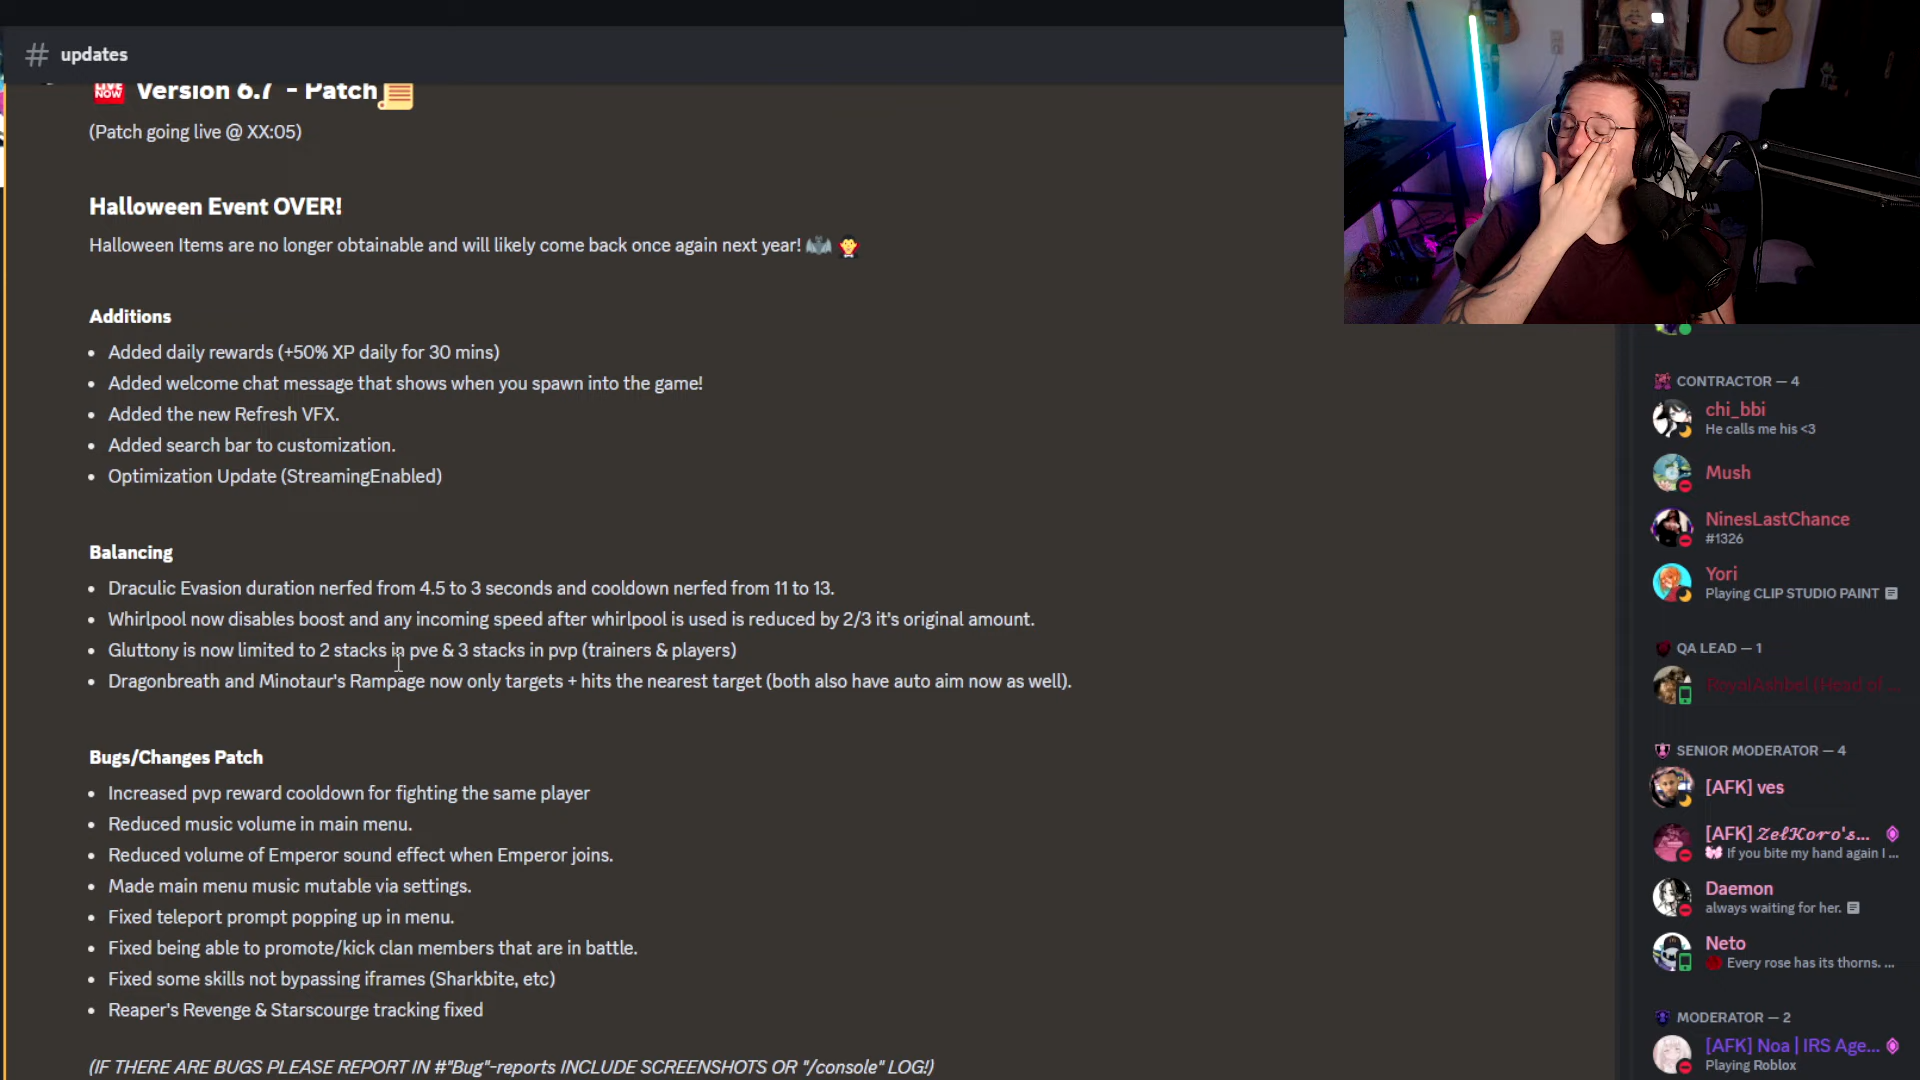 updates
LIVE NOW Version 6.7 - Patch
(Patch going live @ XX:05)
Halloween Event OVER!
Halloween Items are no longer obtainable and will likely come back once again next year!
Additions
Added daily rewards (+50% XP daily for 30 mins)
Added welcome chat message that shows when you spawn into the game!
Added the new Refresh VFX.
Added search bar to customization.
Optimization Update (StreamingEnabled)
Balancing
Draculic Evasion duration nerfed from 4.5 to 3 seconds and cooldown nerfed from 11 to 13.
Whirlpool now disables boost and any incoming speed after whirlpool is used is reduced by 2/3 it's original amount.
Gluttony is now limited to 2 stacks in pve & 3 stacks in pvp (trainers & players)
Dragonbreath and Minotaur's Rampage now only targets + hits the nearest target (both also have auto aim now as well).
Bugs/Changes Patch
Increased pvp reward cooldown for fighting the same player
Reduced music volume in main menu.
Reduced volume of Emperor sound effect when Emperor joins.
Made main menu music mutable via settings.
Fixed teleport prompt popping up in menu.
Fixed being able to promote/kick clan members that are in battle.
Fixed some skills not bypassing iframes (Sharkbite, etc)
Reaper's Revenge & Starscourge tracking fixed
(IF THERE ARE BUGS PLEASE REPORT IN #"Bug"-reports INCLUDE SCREENSHOTS OR "/console" LOG!)
CONTRACTOR — 4
chi_bbi
He calls me his <3
Mush
NinesLastChance
#1326
Yori
Playing CLIP STUDIO PAINT
QA LEAD — 1
RoyalAshbel (Head of ...
SENIOR MODERATOR — 4
[AFK] ves
[AFK] ZelKoro's...
If you bite my hand again I ...
Daemon
always waiting for her.
Neto
Every rose has its thorns. ...
MODERATOR — 2
[AFK] Noa | IRS Age...
Playing Roblox